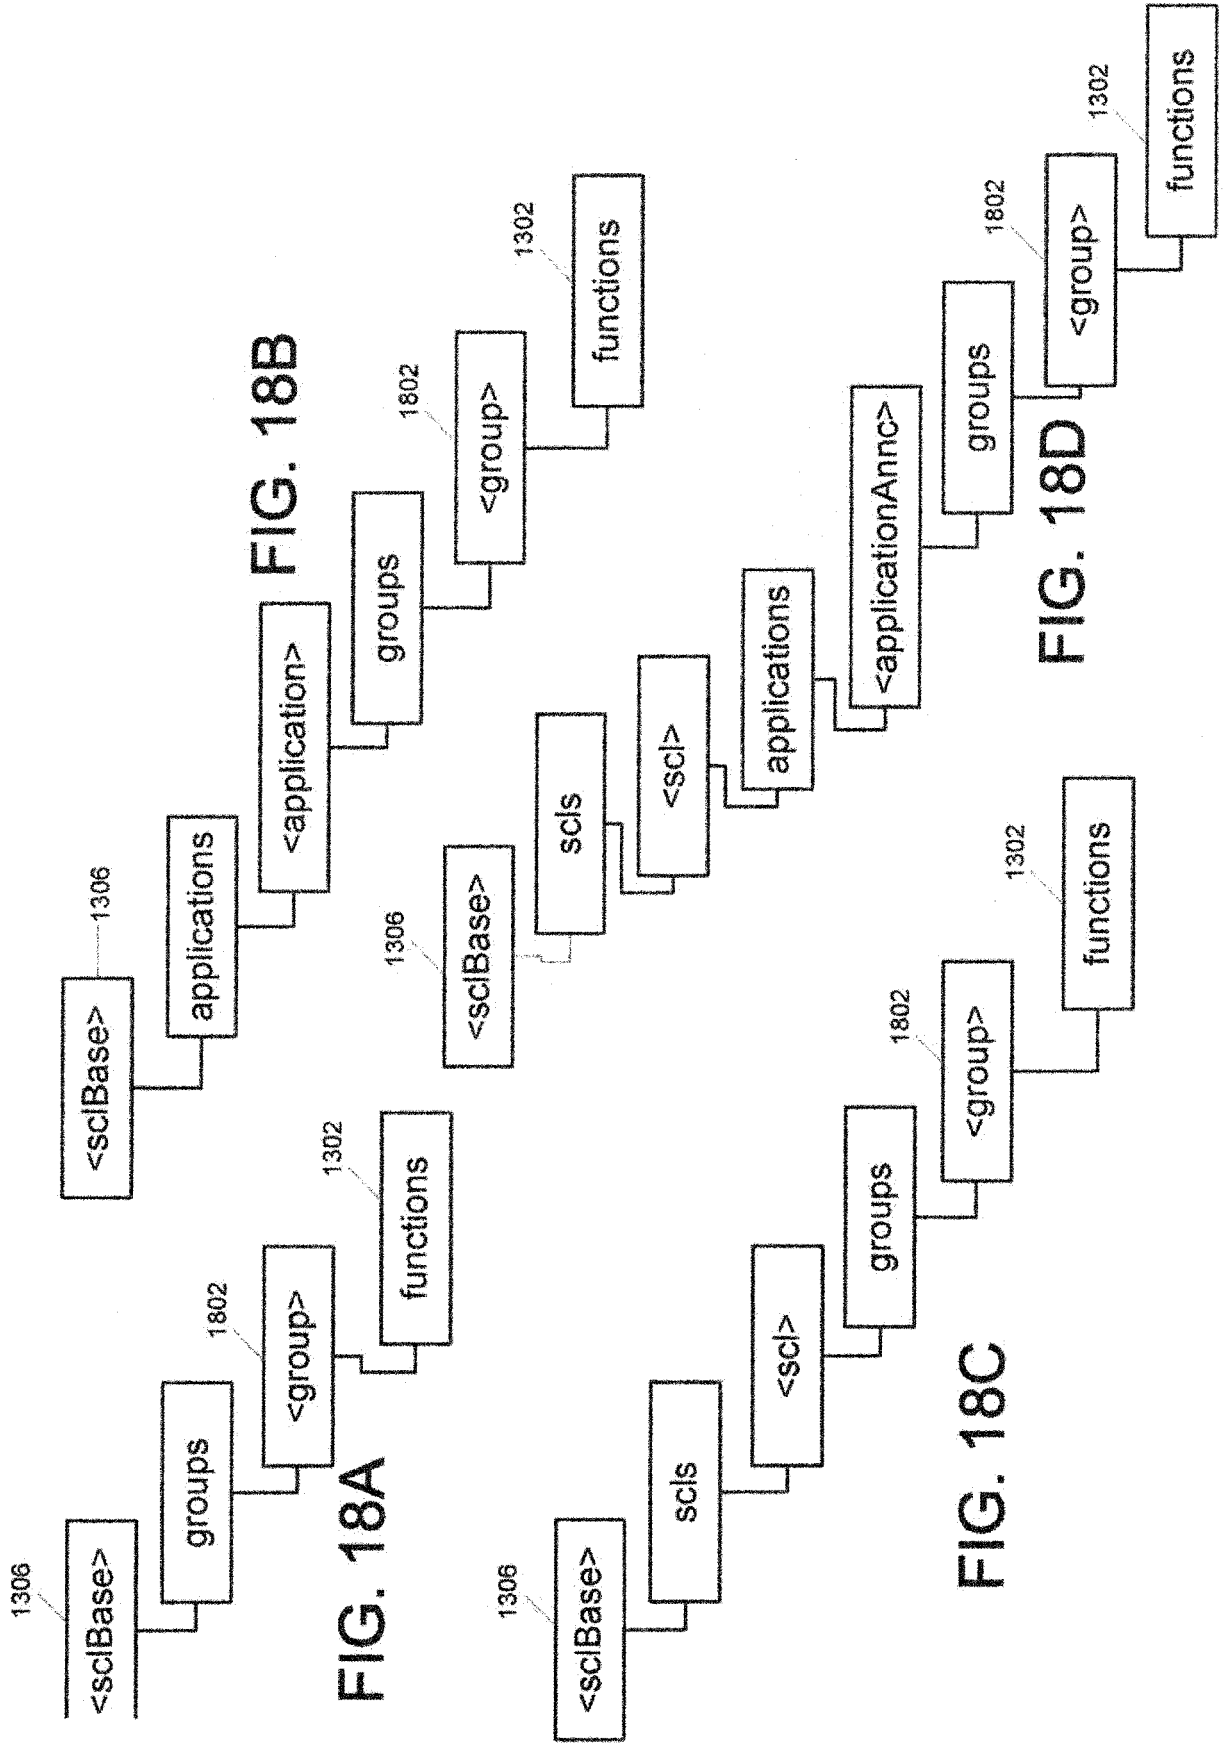 1306
<sclBase>
groups
1802
<group>
1302
functions
FIG. 18A
<sclBase>
1306
applications
<application>
groups
1802
<group>
1302
functions
FIG. 18B
1306
<sclBase>
scls
<scl>
groups
1802
<group>
1302
functions
FIG. 18C
1306
<sclBase>
scls
<scl>
applications
<applicationAnnc>
groups
1802
<group>
1302
functions
FIG. 18D